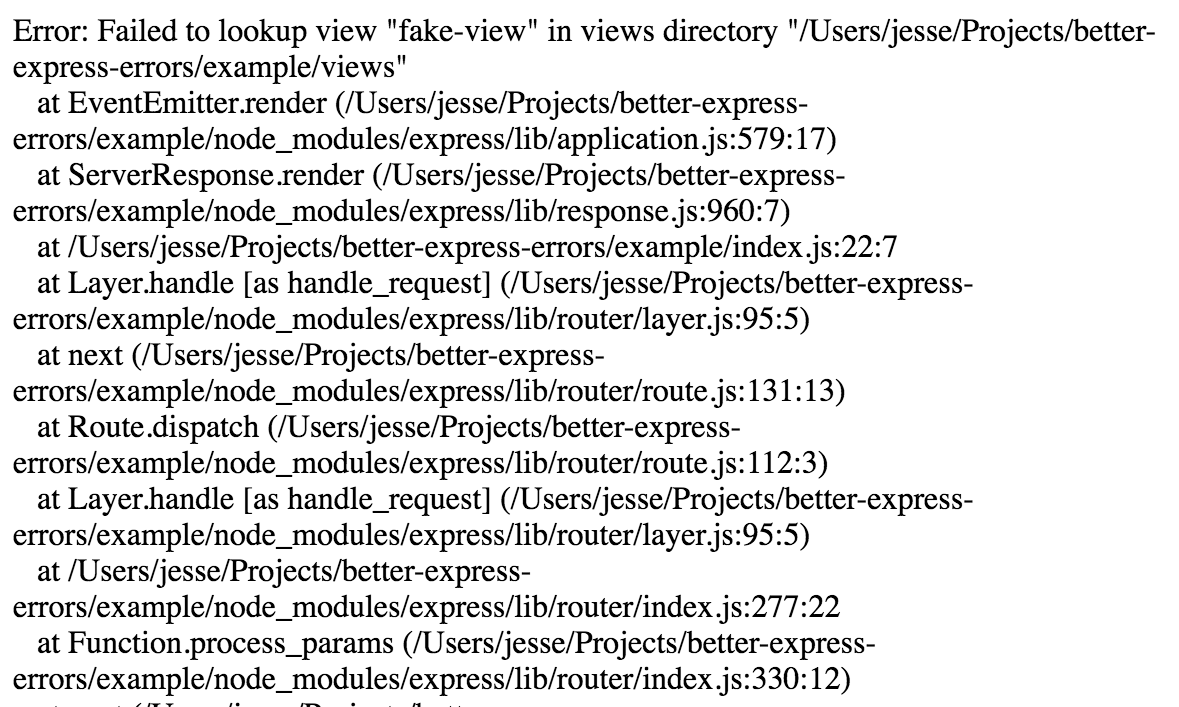 Error: Failed to lookup view "fake-view" in views directory "/Users/jesse/Projects/better-
express-errors/example/views"
at EventEmitter.render (/Users/jesse/Projects/better-express-
errors/example/node_modules/express/lib/application.js:579:17)
at ServerResponse.render (/Users/jesse/Projects/better-express-
errors/example/node_modules/express/lib/response.js:960:7)
at /Users/jesse/Projects/better-express-errors/example/index.js:22:7
at Layer.handle [as handle_request] (/Users/jesse/Projects/better-express-
errors/example/node_modules/express/lib/router/layer.js:95:5)
at next (/Users/jesse/Projects/better-express-
errors/example/node_modules/express/lib/router/route.js:131:13)
at Route.dispatch (/Users/jesse/Projects/better-express-
errors/example/node_modules/express/lib/router/route.js:112:3)
at Layer.handle [as handle_request] (/Users/jesse/Projects/better-express-
errors/example/node_modules/express/lib/router/layer.js:95:5)
at /Users/jesse/Projects/better-express-
errors/example/node_modules/express/lib/router/index.js:277:22
at Function.process_params (/Users/jesse/Projects/better-express-
errors/example/node_modules/express/lib/router/index.js:330:12)